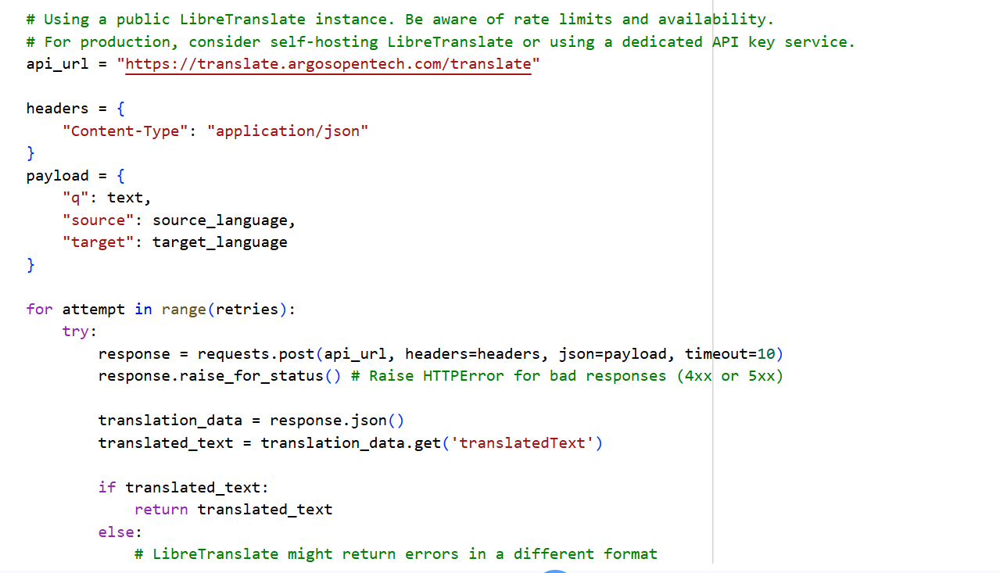 # Using a public LibreTranslate instance. Be aware of rate limits and availability.
# For production, consider self-hosting LibreTranslate or using a dedicated API key service.
api_url = "https://translate.argosopentech.com/translate"

headers = {
    "Content-Type": "application/json"
}
payload = {
    "q": text,
    "source": source_language,
    "target": target_language
}

for attempt in range(retries):
    try:
        response = requests.post(api_url, headers=headers, json=payload, timeout=10)
        response.raise_for_status() # Raise HTTPError for bad responses (4xx or 5xx)

        translation_data = response.json()
        translated_text = translation_data.get('translatedText')

        if translated_text:
            return translated_text
        else:
            # LibreTranslate might return errors in a different format